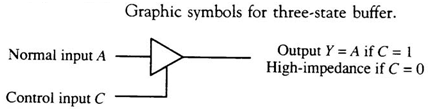 Graphic symbols for three-state buffer.
Normal input A
Output Y = A if C = 1
High-impedance if C = 0
Control input C